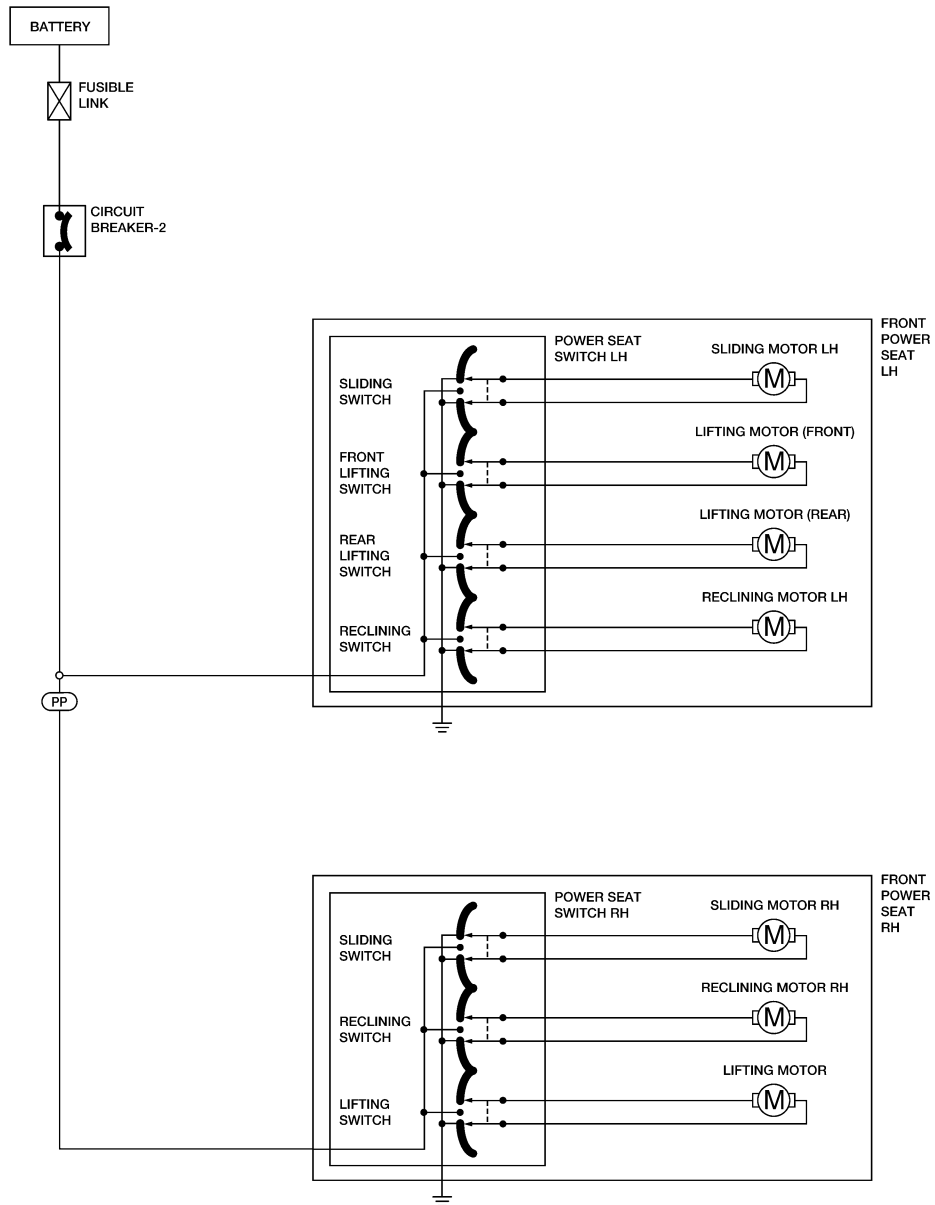 BATTERY
FUSIBLE
LINK
CIRCUIT
BREAKER-2
FRONT
POWER
SEAT
LH
POWER SEAT
SWITCH LH
SLIDING MOTOR LH
SLIDING
SWITCH
M
LIFTING MOTOR (FRONT)
FRONT
LIFTING
SWITCH
M
LIFTING MOTOR (REAR)
REAR
LIFTING
SWITCH
M
RECLINING MOTOR LH
RECLINING
SWITCH
M
PP
FRONT
POWER
SEAT
RH
POWER SEAT
SWITCH RH
SLIDING MOTOR RH
SLIDING
SWITCH
M
RECLINING MOTOR RH
RECLINING
SWITCH
M
LIFTING MOTOR
LIFTING
SWITCH
M